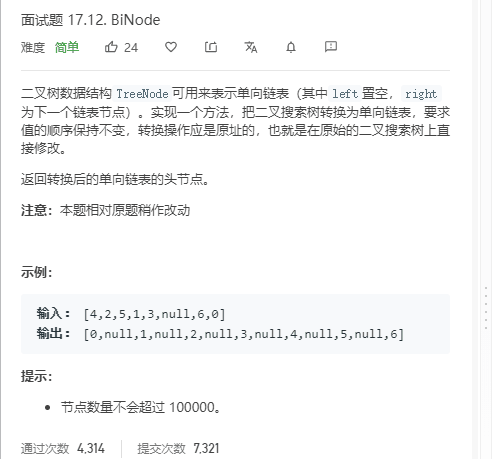 面试题 17.12. BiNode
难度 简单 24
二叉树数据结构 TreeNode 可用来表示单向链表（其中 left 置空， right
为下一个链表节点）。实现一个方法，把二叉搜索树转换为单向链表，要求
值的顺序保持不变，转换操作应是原址的，也就是在原始的二叉搜索树上直
接修改。
返回转换后的单向链表的头节点。
注意：本题相对原题稍作改动
示例：
输入： [4,2,5,1,3,null,6,0]
输出： [0,null,1,null,2,null,3,null,4,null,5,null,6]
提示：
• 节点数量不会超过 100000。
通过次数 4,314 提交次数 7,321